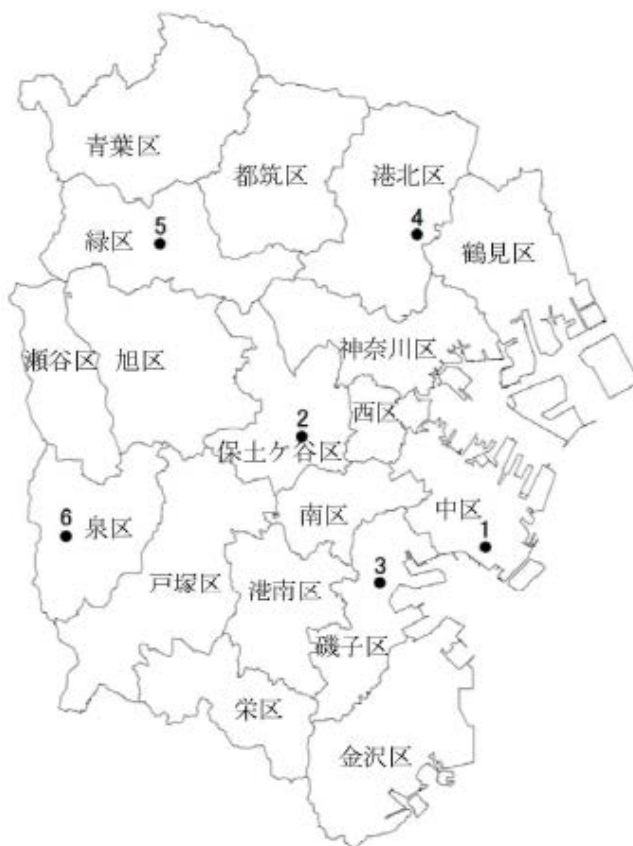 青葉区
都筑区
港北区
4
5
緑区
鶴見区
瀬谷区
旭区
神奈川区
西区
2
保土ケ谷区
6
泉区
南区
中区
1
3
戸塚区
港南区
磯子区
栄区
金沢区